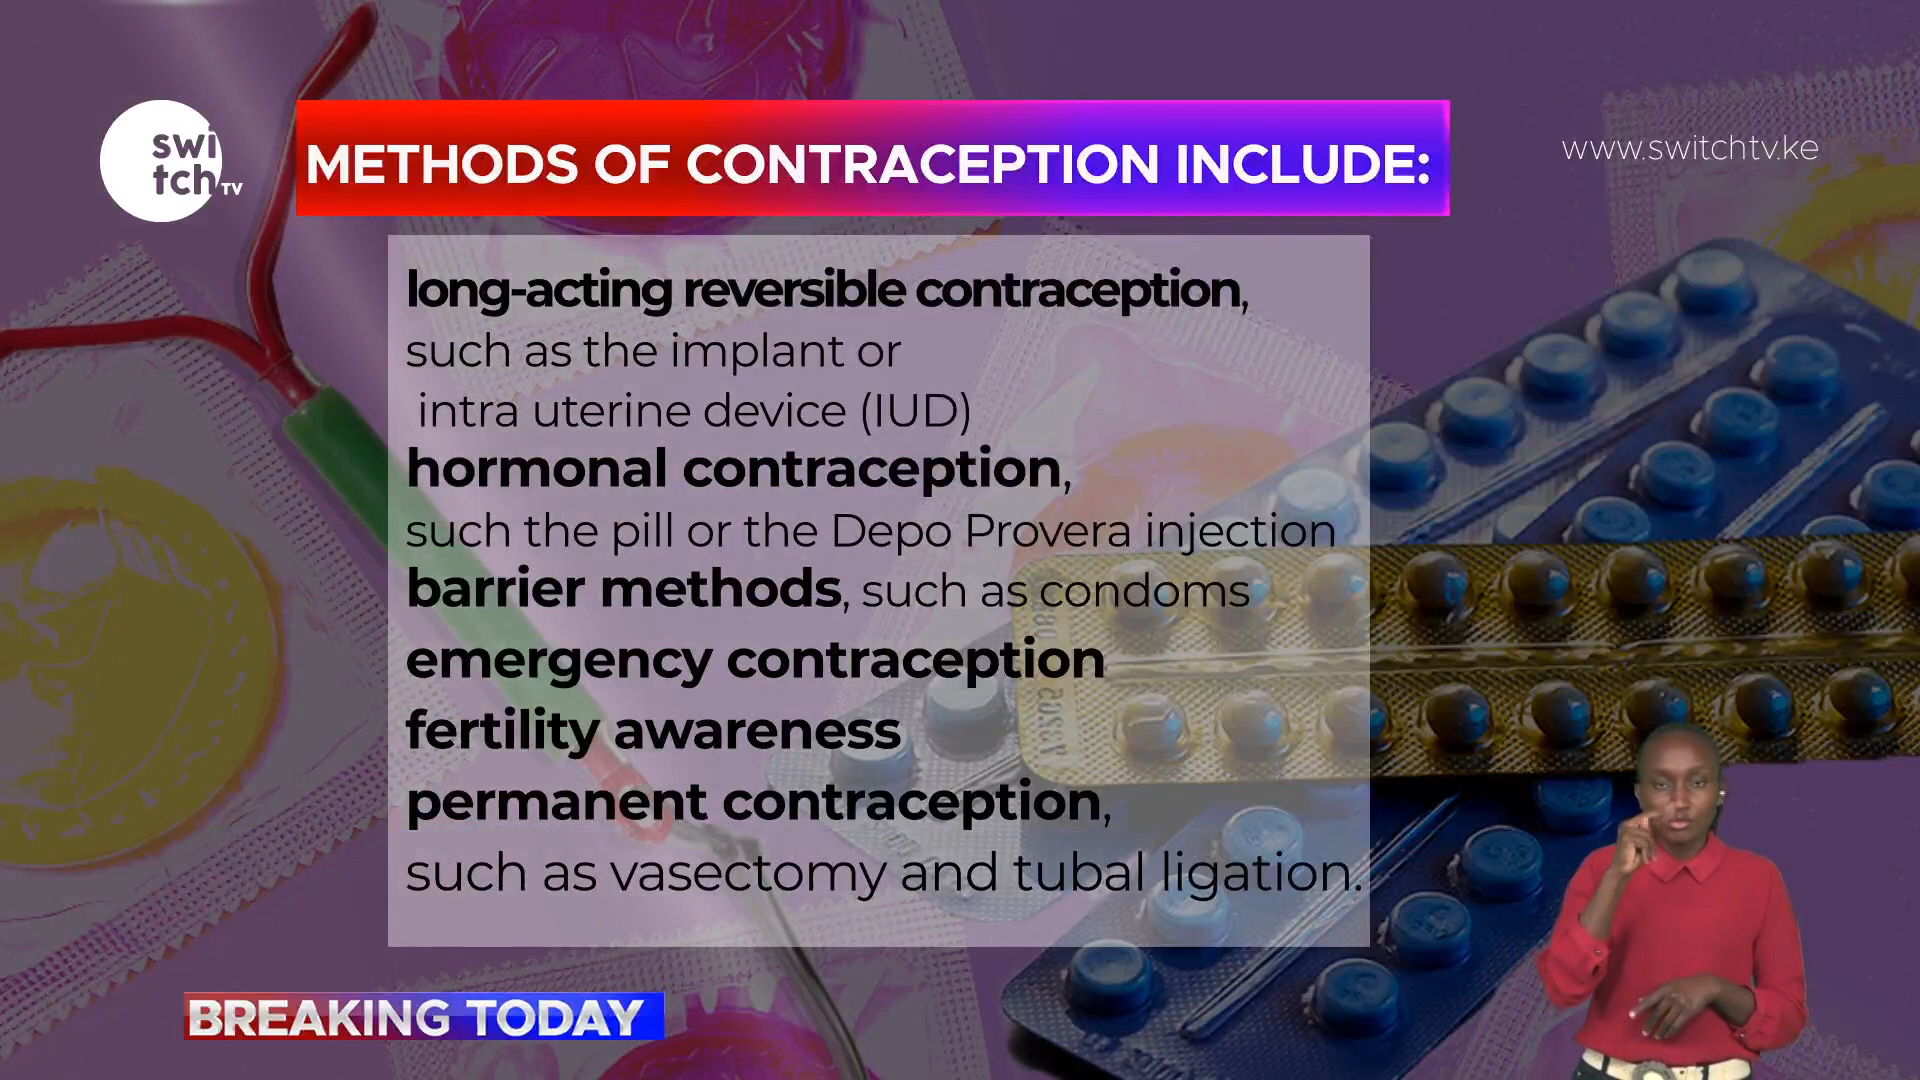 swi
tch TV
METHODS OF CONTRACEPTION INCLUDE:
www.switchtv.ke
long-acting reversible contraception,
such as the implant or
intra uterine device (IUD)
hormonal contraception,
such the pill or the Depo Provera injection
barrier methods, such as condoms
emergency contraception
fertility awareness
permanent contraception,
such as vasectomy and tubal ligation.
BREAKING TODAY